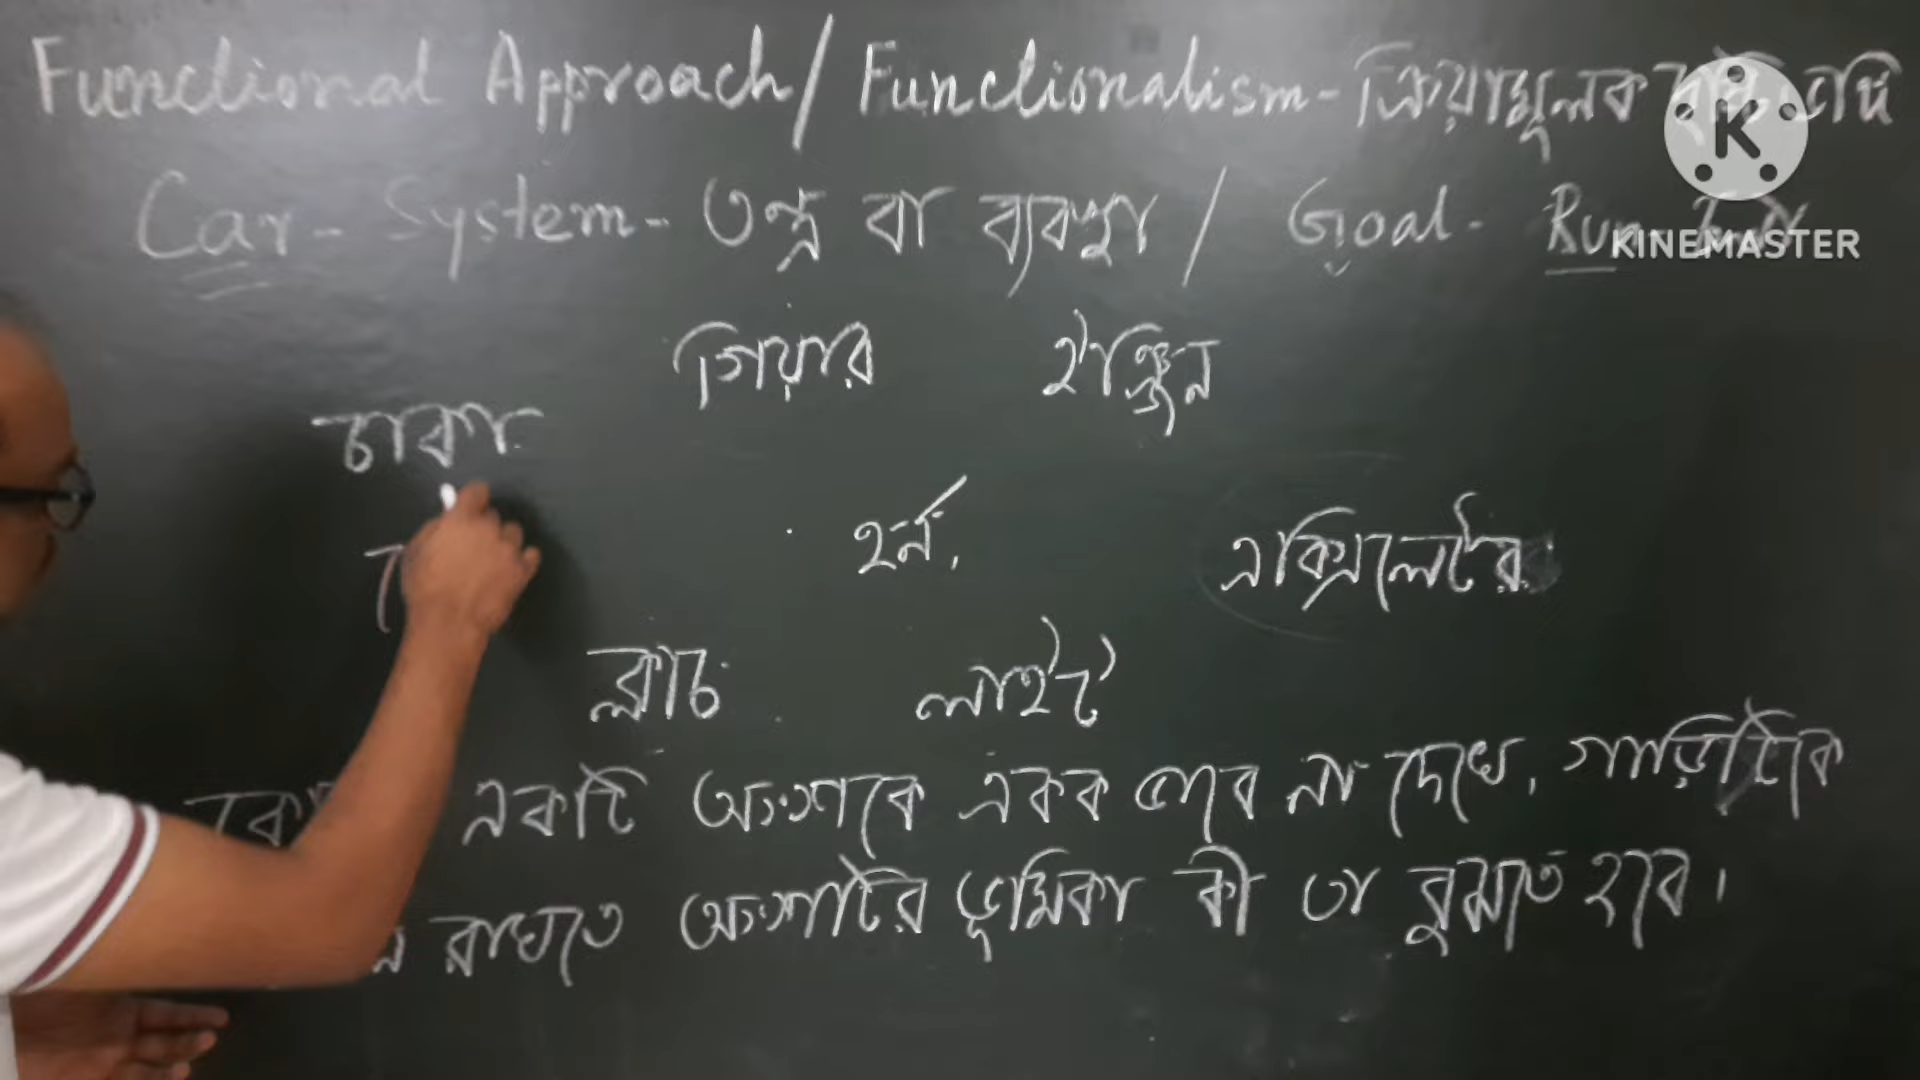 Functional Approach / Functionalism - ক্রিয়ামূলক
Car - System - তন্ত্র বা ব্যবস্থা / Goal - Run
KINEMASTER
গিয়ার ইঞ্জিন
চাকা
হর্ন. এক্সিলেটর
ক্লাচ লাইট
একটি অংশকে একক ভাবে না দেখে, গাড়িটিকে
রাখতে অংশটির ভূমিকা কী তা বুঝতে হবে।